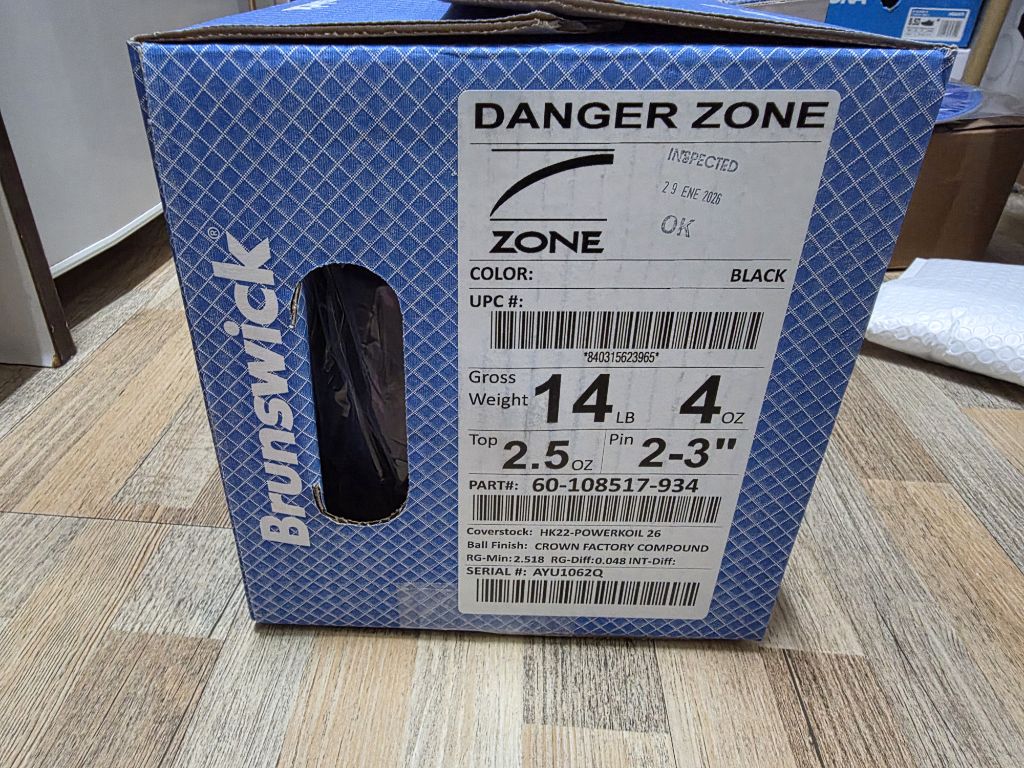 Brunswick®
DANGER ZONE
INSPECTED
29 ENE 2026
OK
ZONE
COLOR: BLACK
UPC #:
*840315623965*
Gross Weight 14 LB 4 OZ
Top 2.5 OZ Pin 2-3"
PART#: 60-108517-934
Coverstock: HK22-POWERKOIL 26
Ball Finish: CROWN FACTORY COMPOUND
RG-Min: 2.518 RG-Diff: 0.048 INT-Diff:
SERIAL #: AYU1062Q